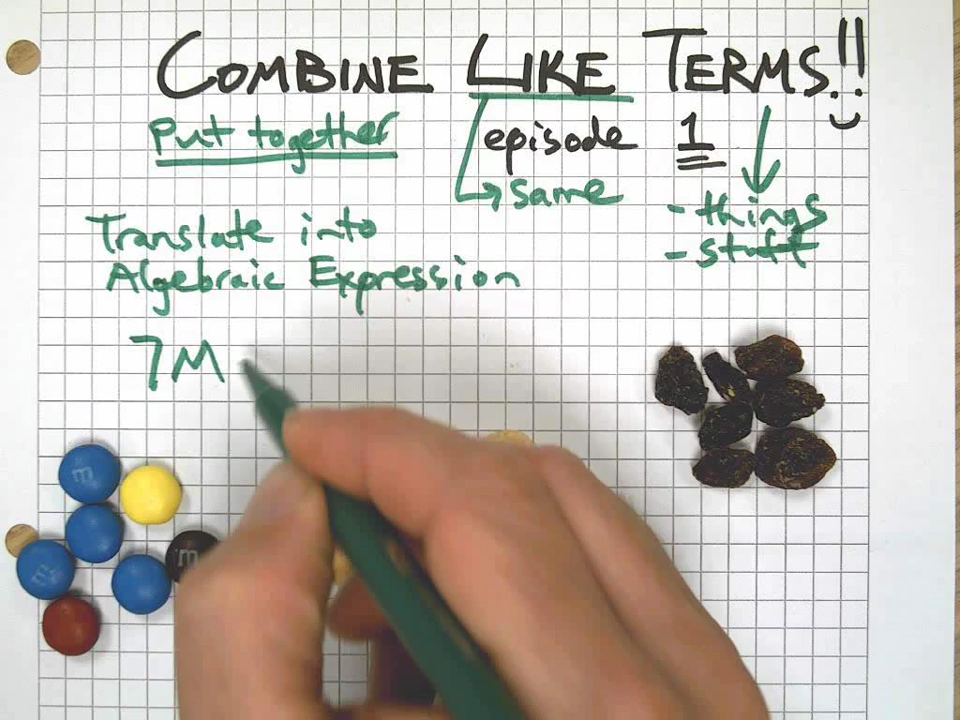 COMBINE LIKE TERMS!!
Put together
episode 1
same
- things
- stuff
Translate into
Algebraic Expression
7M
m
m
m